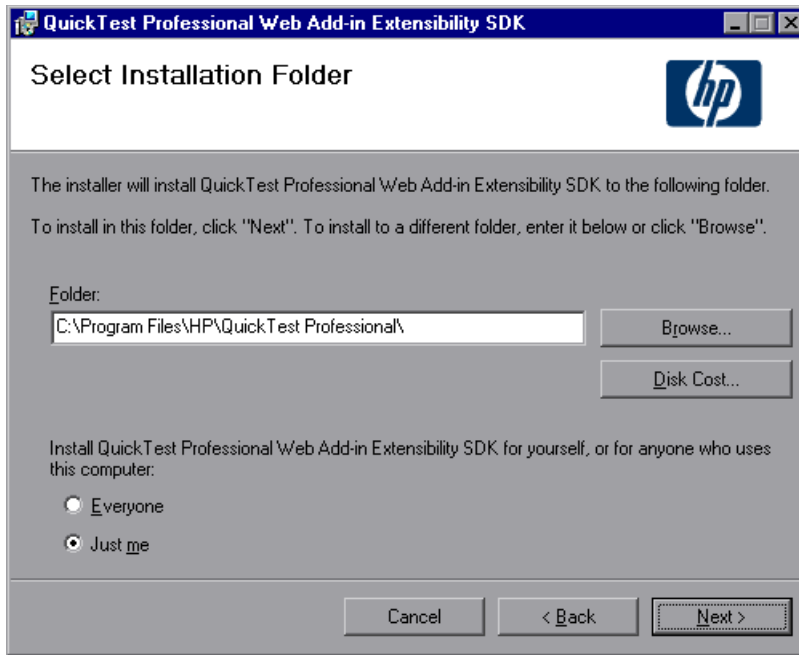 QuickTest Professional Web Add-in Extensibility SDK
Select Installation Folder
hp
The installer will install QuickTest Professional Web Add-in Extensibility SDK to the following folder.
To install in this folder, click "Next". To install to a different folder, enter it below or click "Browse".
Folder:
C:\Program Files\HP\QuickTest Professional\
Browse...
Disk Cost...
Install QuickTest Professional Web Add-in Extensibility SDK for yourself, or for anyone who uses
this computer:
Everyone
Just me
Cancel
< Back
Next >